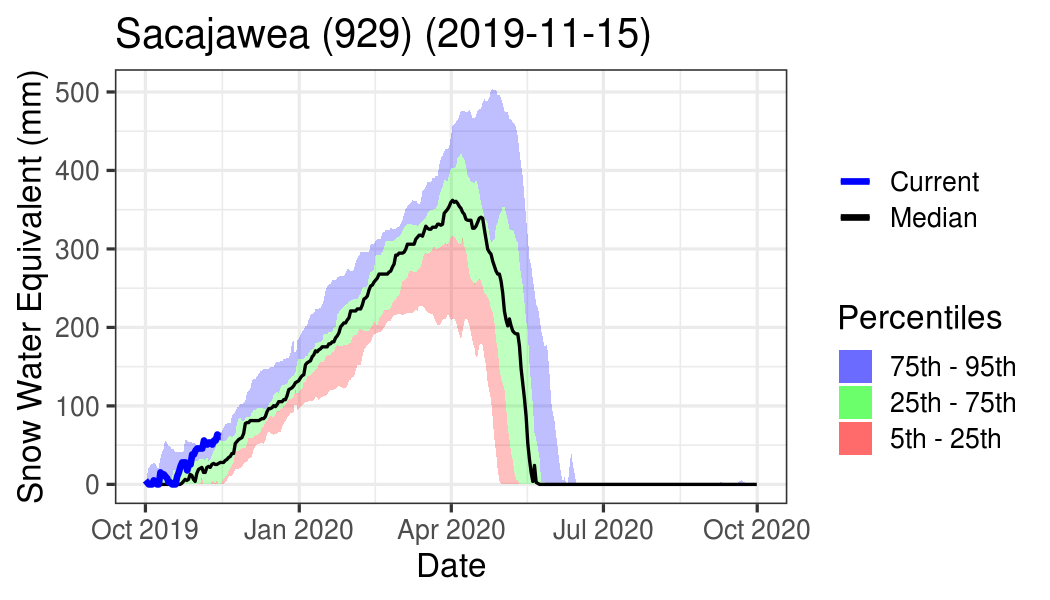 Sacajawea (929) (2019-11-15)
Snow Water Equivalent (mm)
500
400
300
200
100
0
Oct 2019
Jan 2020
Apr 2020
Jul 2020
Oct 2020
Date
Current
Median
Percentiles
75th - 95th
25th - 75th
5th - 25th